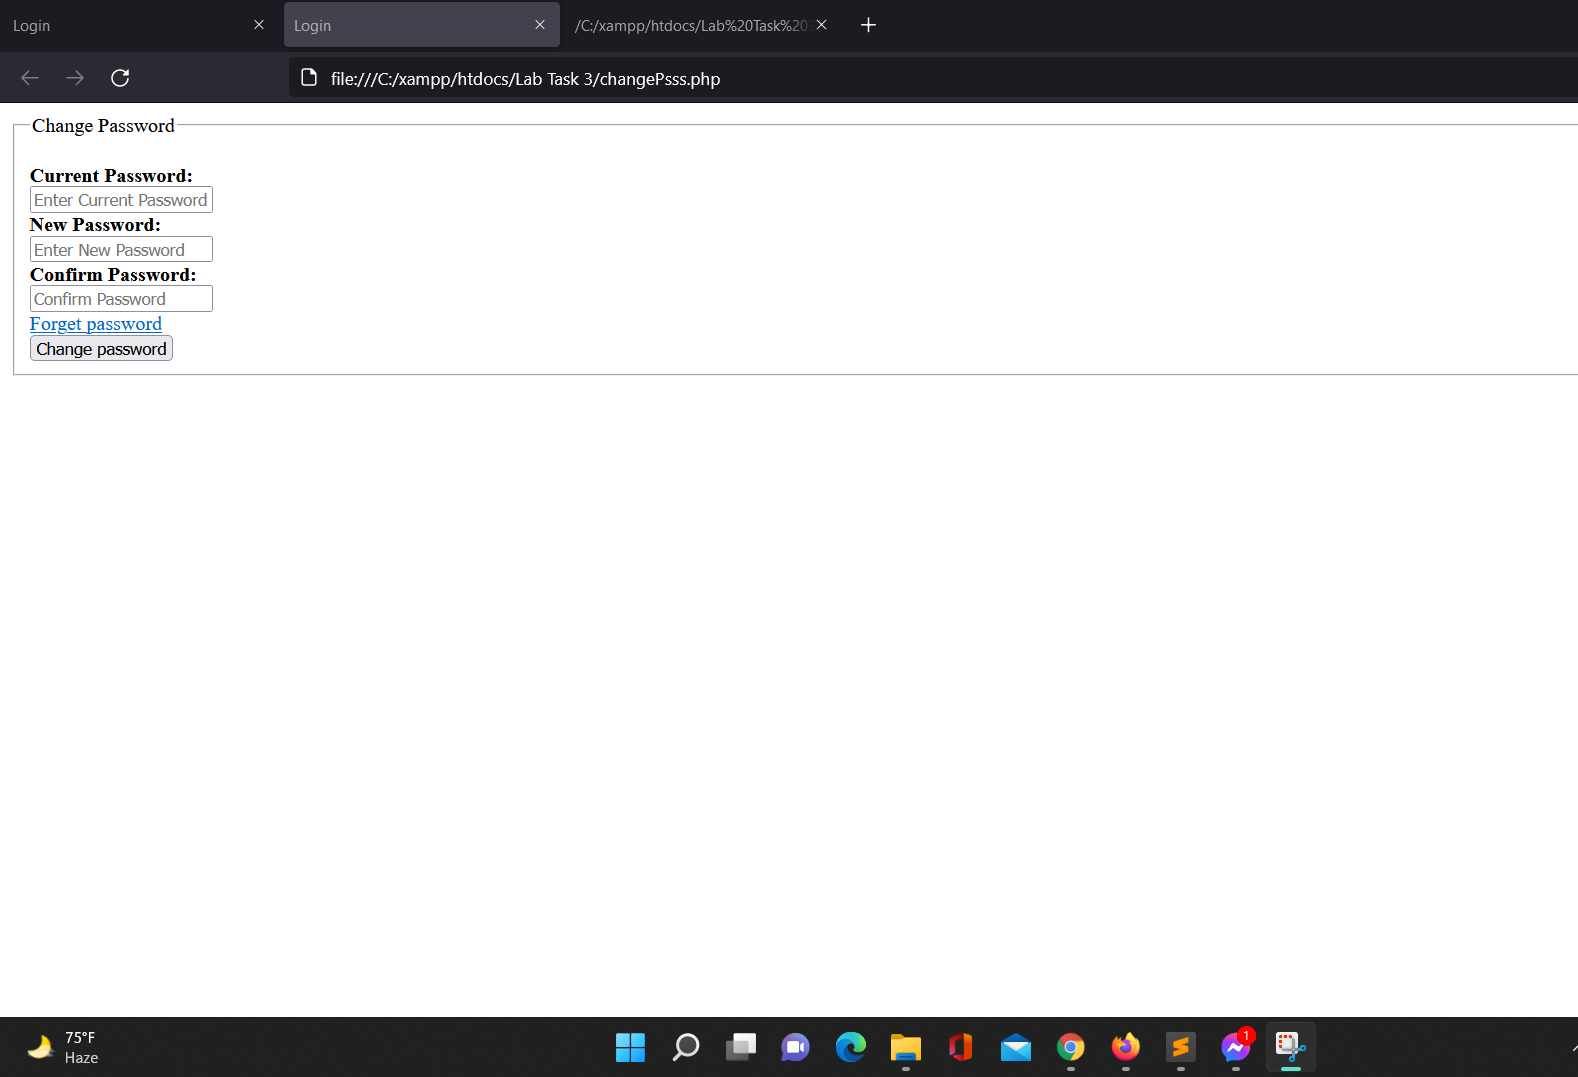 Login
Login
/C:/xampp/htdocs/Lab%20Task%20
file:///C:/xampp/htdocs/Lab Task 3/changePsss.php
Change Password
Current Password:
Enter Current Password
New Password:
Enter New Password
Confirm Password:
Confirm Password
Forget password
Change password
75°F
Haze
1